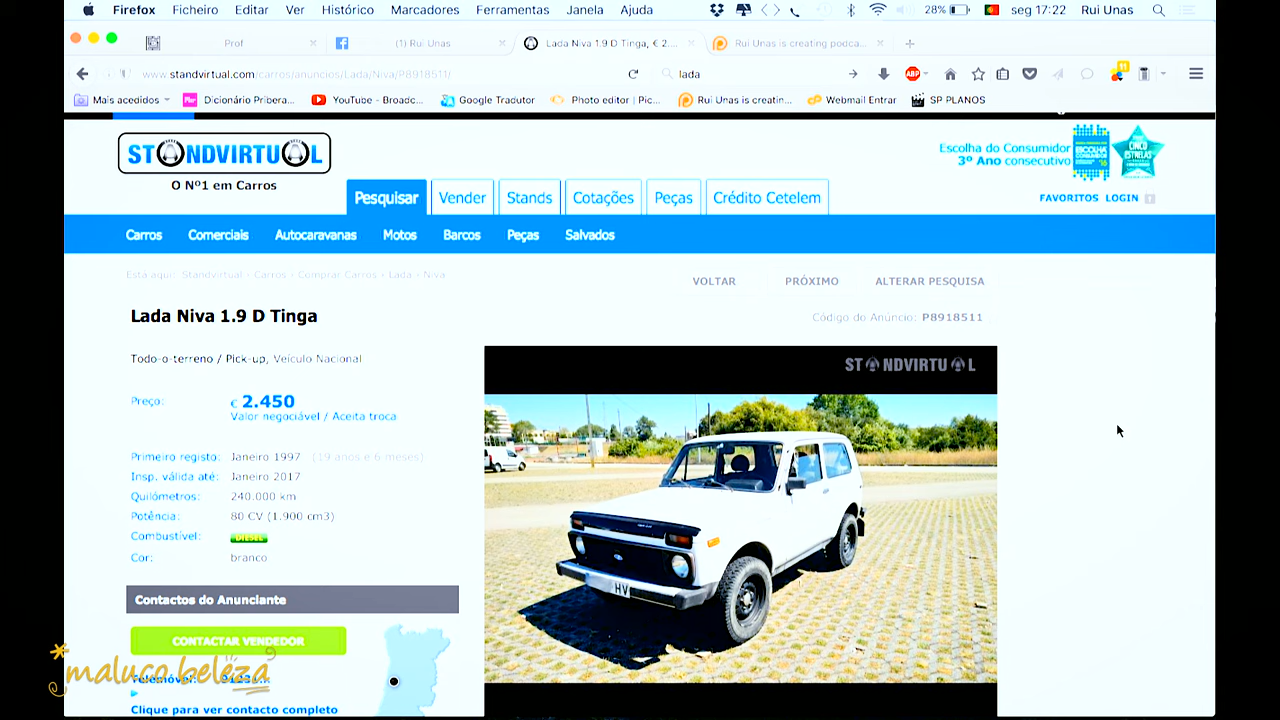 Firefox Ficheiro Editar Ver Histórico Marcadores Ferramentas Janela Ajuda 28% seg 17:22 Rui Unas
Prof (1) Rui Unas Lada Niva 1.9 D Tinga, € 2.... Rui Unas is creating podca...
www.standvirtual.com/carros/anuncios/Lada/Niva/P8918511/ lada ABP 11
Mais acedidos Dicionário Pribera... YouTube - Broadc... Google Tradutor Photo editor | Pic... Rui Unas is creatin... Webmail Entrar SP PLANOS
STANDVIRTUAL
O Nº1 em Carros
Escolha do Consumidor
3º Ano consecutivo
ESCOLHA
CINCO
ESTRELAS
FAVORITOS LOGIN
Pesquisar Vender Stands Cotações Peças Crédito Cetelem
Carros Comerciais Autocaravanas Motos Barcos Peças Salvados
Está aqui: Standvirtual › Carros › Comprar Carros › Lada › Niva
VOLTAR PRÓXIMO ALTERAR PESQUISA
Lada Niva 1.9 D Tinga
Código do Anúncio: P8918511
Todo-o-terreno / Pick-up, Veículo Nacional
STANDVIRTUAL
Preço: € 2.450
Valor negociável / Aceita troca
Primeiro registo: Janeiro 1997 (19 anos e 6 meses)
Insp. válida até: Janeiro 2017
Quilómetros: 240.000 km
Potência: 80 CV (1.900 cm3)
Combustível: DIESEL
Cor: branco
HV
Contactos do Anunciante
CONTACTAR VENDEDOR
maluco beleza
Telemóvel:
Clique para ver contacto completo